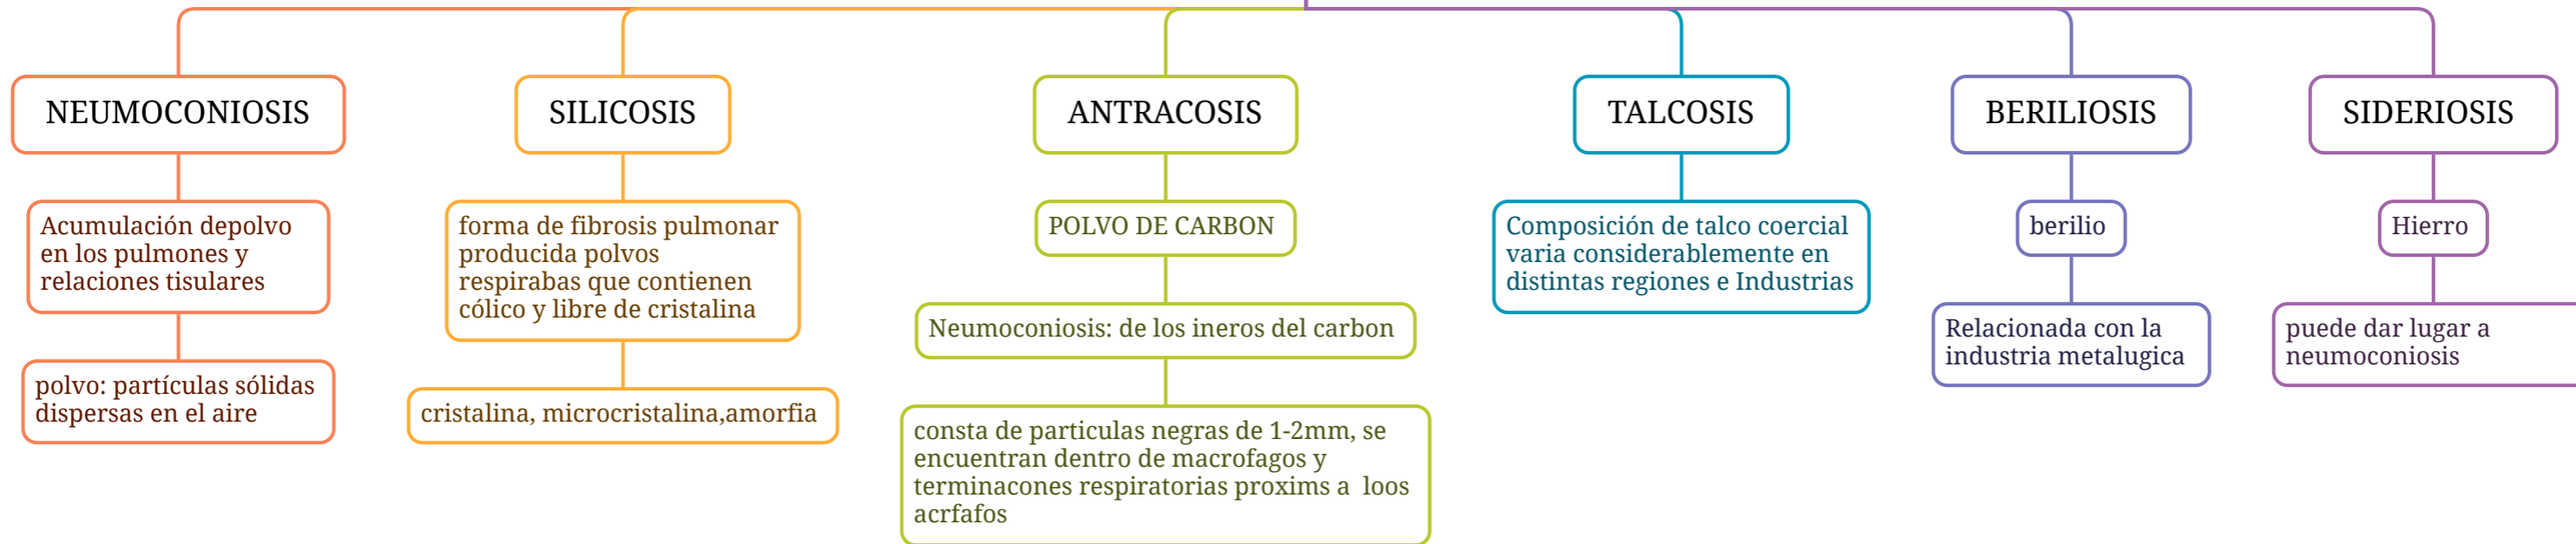 NEUMOCONIOSIS
Acumulación depolvo
en los pulmones y
relaciones tisulares
polvo: partículas sólidas
dispersas en el aire
SILICOSIS
forma de fibrosis pulmonar
producida polvos
respirabas que contienen
cólico y libre de cristalina
cristalina, microcristalina,amorfia
ANTRACOSIS
POLVO DE CARBON
Neumoconiosis: de los ineros del carbon
consta de particulas negras de 1-2mm, se
encuentran dentro de macrofagos y
terminacones respiratorias proxims a loos
acrfafos
TALCOSIS
Composición de talco coercial
varia considerablemente en
distintas regiones e Industrias
BERILIOSIS
berilio
Relacionada con la
industria metalugica
SIDERIOSIS
Hierro
puede dar lugar a
neumoconiosis